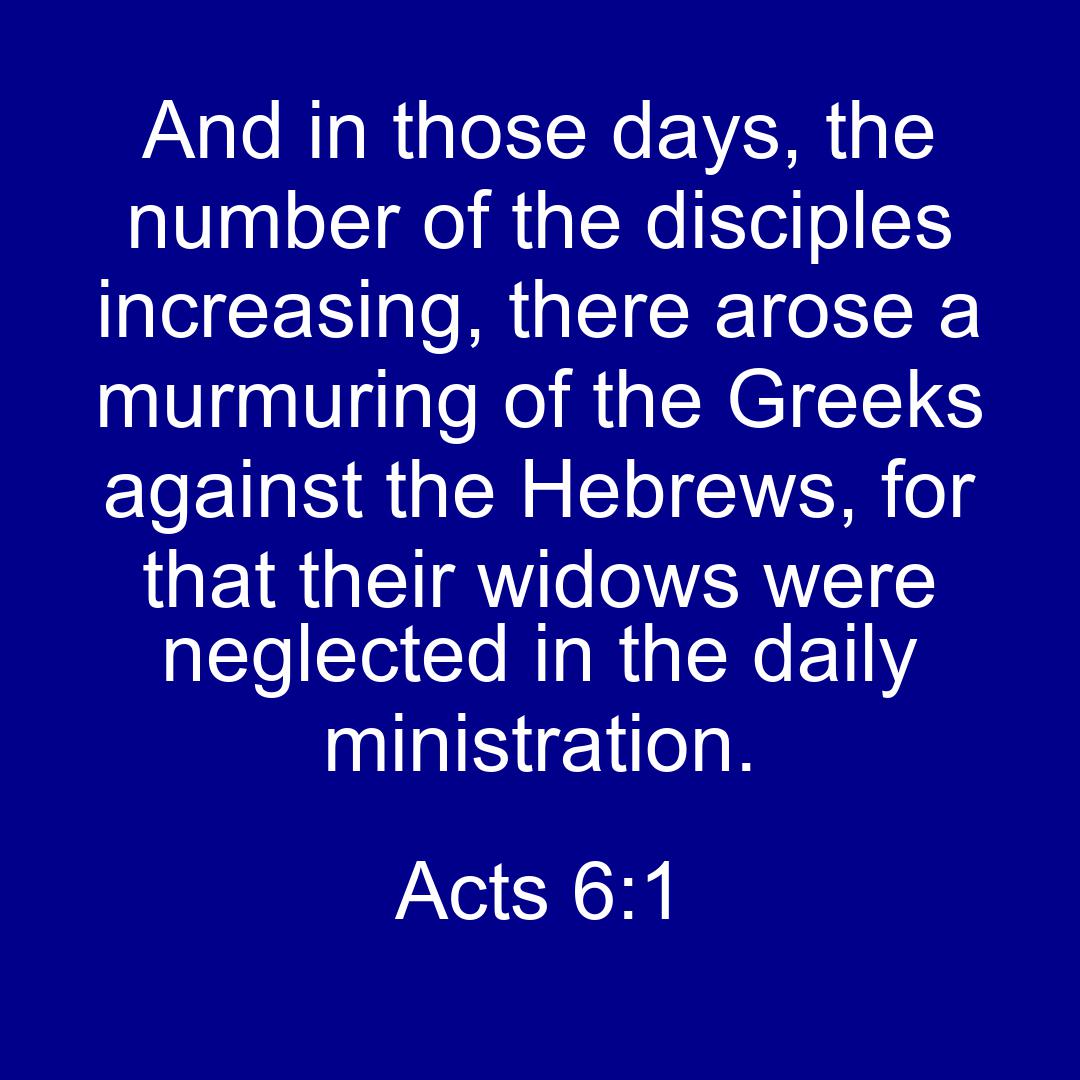 And in those days, the
number of the disciples
increasing, there arose a
murmuring of the Greeks
against the Hebrews, for
that their widows were
neglected in the daily
ministration.
Acts 6:1